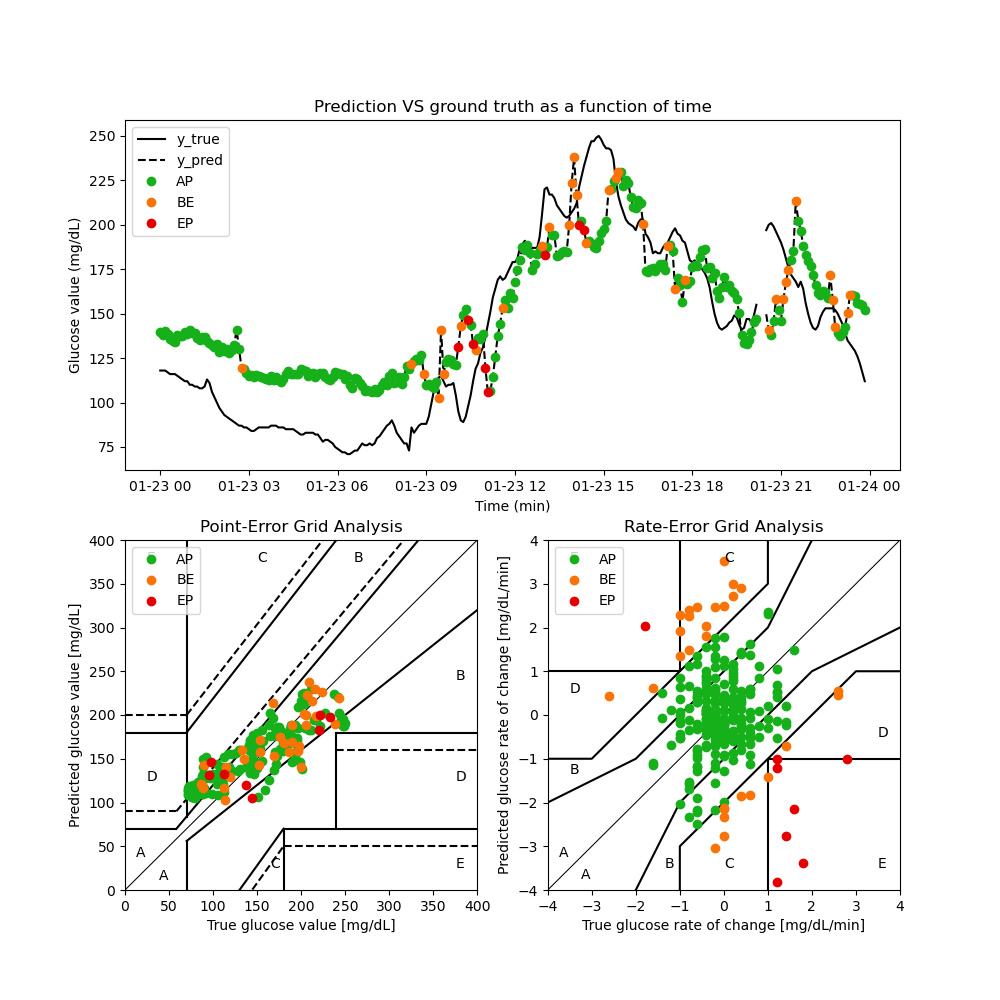 Prediction VS ground truth as a function of time
Glucose value (mg/dL)
250
225
200
175
150
125
100
75
y_true
y_pred
AP
BE
EP
01-23 00 01-23 03 01-23 06 01-23 09 01-23 12 01-23 15 01-23 18 01-23 21 01-24 00
Time (min)
Point-Error Grid Analysis
Predicted glucose value [mg/dL]
400
350
300
250
200
150
100
50
0
AP
BE
EP
C B
B
D D
A C E
A
0 50 100 150 200 250 300 350 400
True glucose value [mg/dL]
Rate-Error Grid Analysis
Predicted glucose rate of change [mg/dL/min]
4
3
2
1
0
−1
−2
−3
−4
AP
BE
EP
C
D
D
B
A
B C E
A
−4 −3 −2 −1 0 1 2 3 4
True glucose rate of change [mg/dL/min]